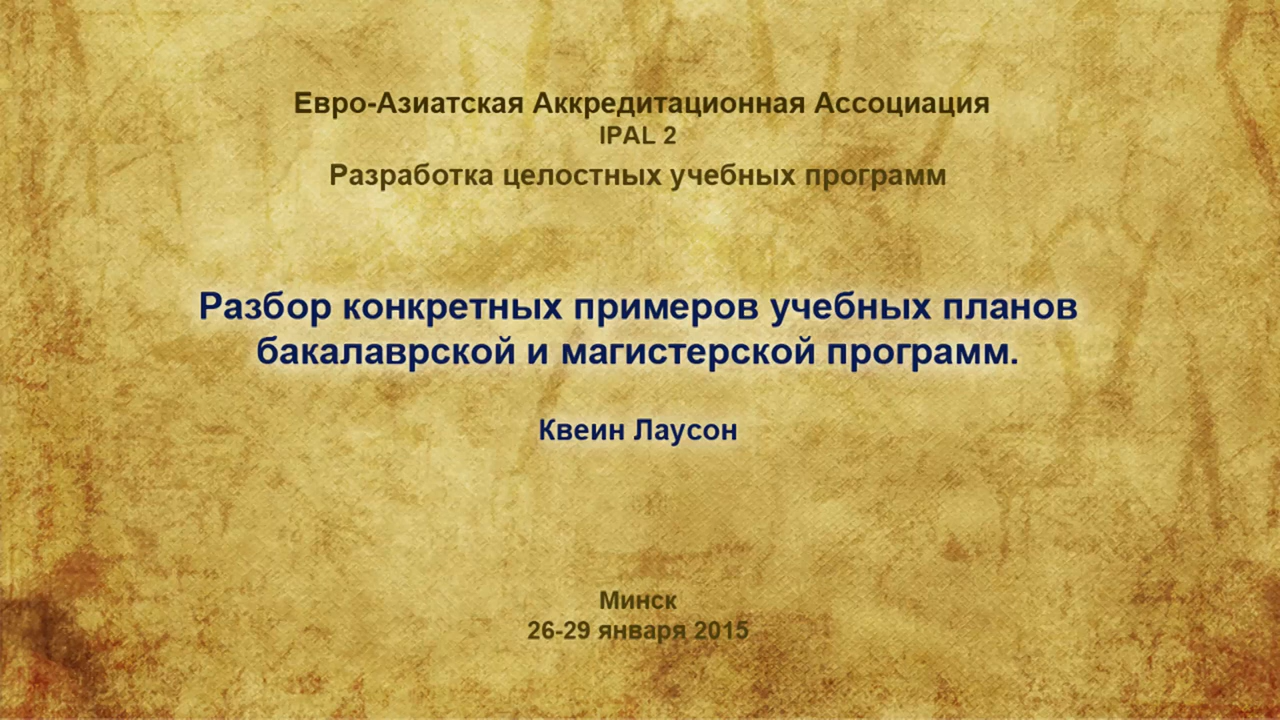 Евро-Азиатская Аккредитационная Ассоциация
IPAL 2
Разработка целостных учебных программ
Разбор конкретных примеров учебных планов
бакалаврской и магистерской программ.
Квеин Лаусон
Минск
26-29 января 2015